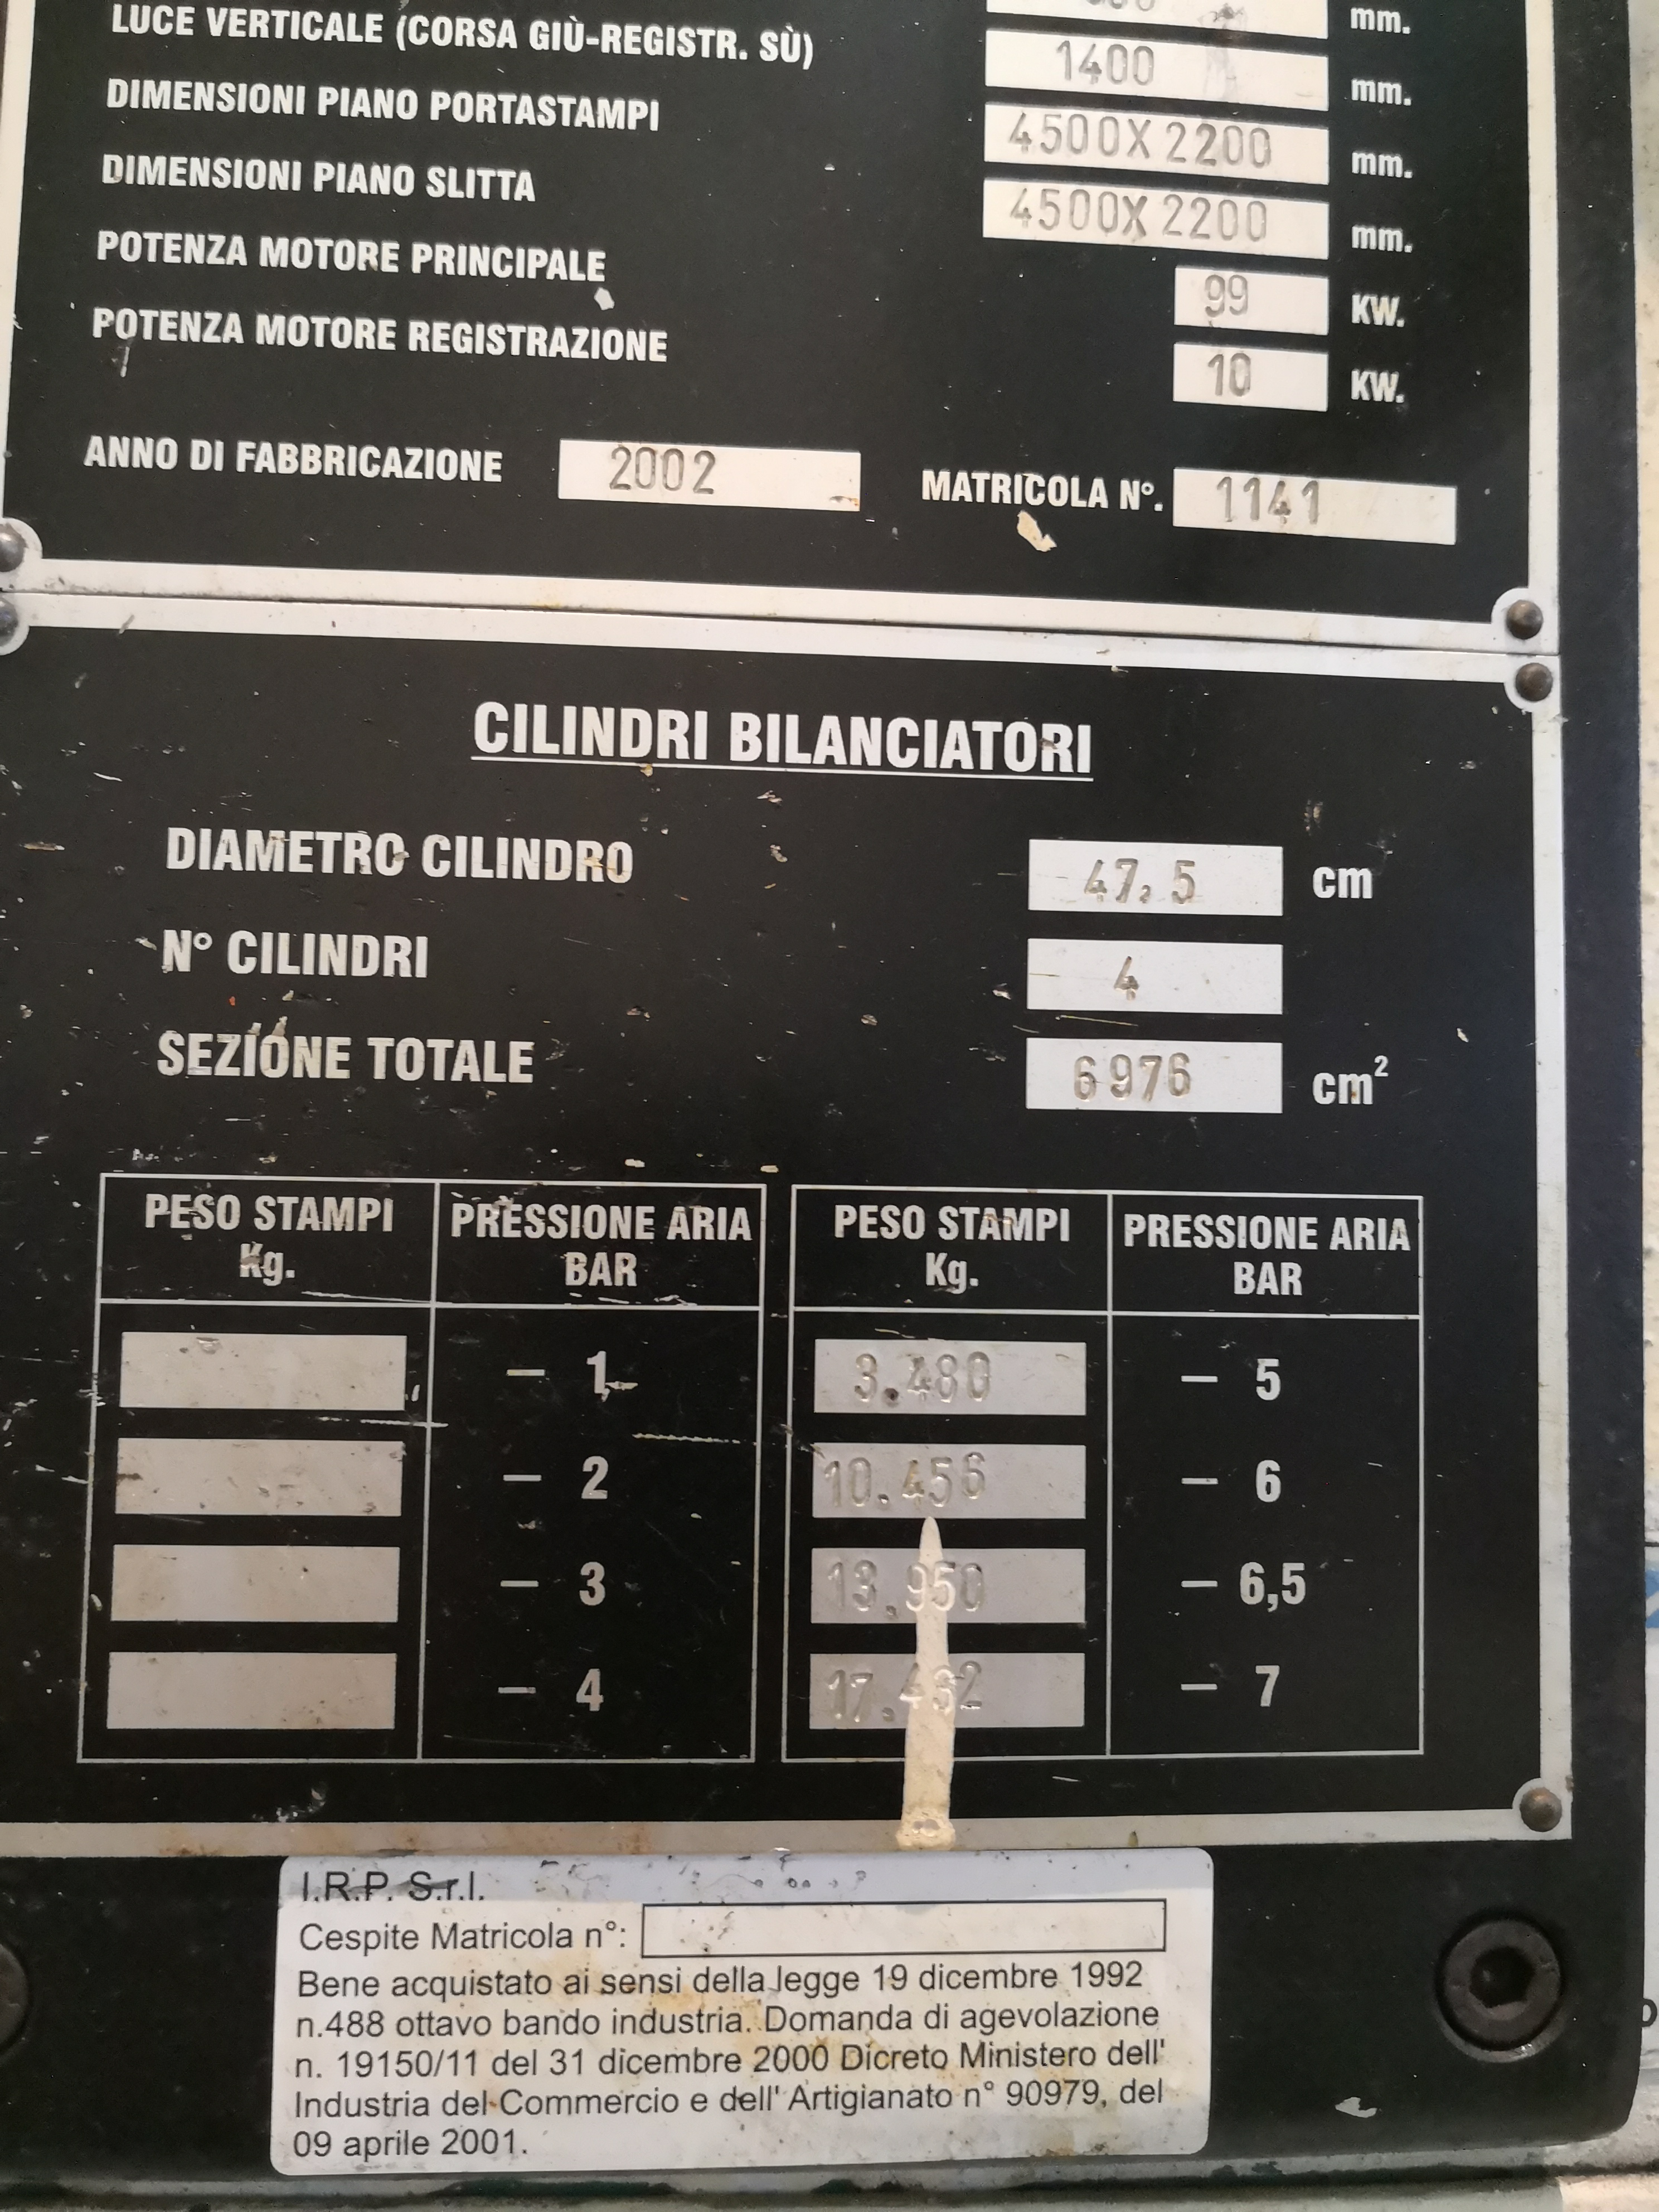 mm.
LUCE VERTICALE (CORSA GIÙ-REGISTR. SÙ) 1400 mm.
DIMENSIONI PIANO PORTASTAMPI 4500X2200 mm.
DIMENSIONI PIANO SLITTA 4500X2200 mm.
POTENZA MOTORE PRINCIPALE 99 KW.
POTENZA MOTORE REGISTRAZIONE 10 KW.
ANNO DI FABBRICAZIONE 2002 MATRICOLA N°. 1141
CILINDRI BILANCIATORI
DIAMETRO CILINDRO 47,5 cm
N° CILINDRI 4
SEZIONE TOTALE 6976 cm²
PESO STAMPI PRESSIONE ARIA PESO STAMPI PRESSIONE ARIA
Kg. BAR Kg. BAR
– 1 3.480 – 5
– 2 10.456 – 6
– 3 13.950 – 6,5
– 4 17.432 – 7
I.R.P. S.r.l.
Cespite Matricola n°:
Bene acquistato ai sensi della legge 19 dicembre 1992
n.488 ottavo bando industria. Domanda di agevolazione
n. 19150/11 del 31 dicembre 2000 Dicreto Ministero dell'
Industria del Commercio e dell' Artigianato n° 90979, del
09 aprile 2001.